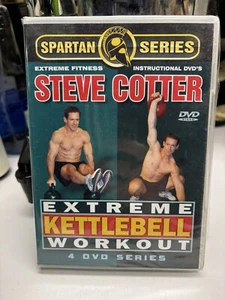 SPARTAN SERIES
EXTREME FITNESS INSTRUCTIONAL DVD'S
STEVE COTTER
DVD
EXTREME
KETTLEBELL
WORKOUT
4 DVD SERIES